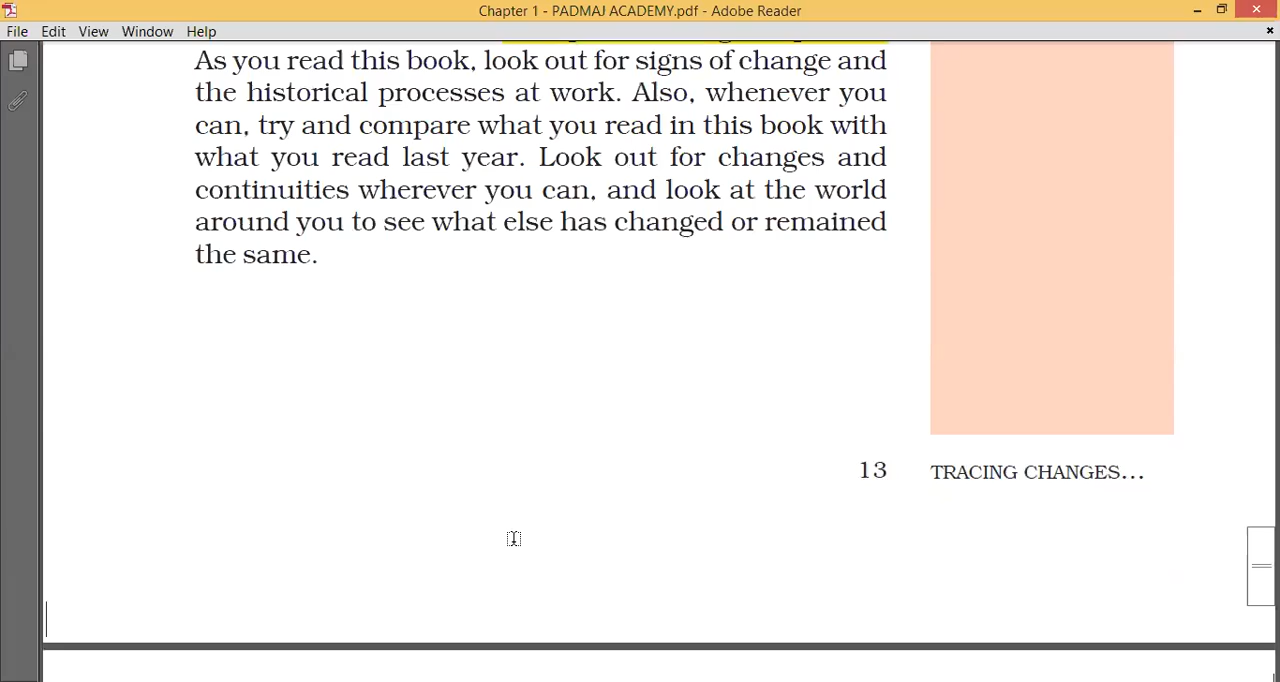 Chapter 1 - PADMAJ ACADEMY.pdf - Adobe Reader
File Edit View Window Help
As you read this book, look out for signs of change and
the historical processes at work. Also, whenever you
can, try and compare what you read in this book with
what you read last year. Look out for changes and
continuities wherever you can, and look at the world
around you to see what else has changed or remained
the same.
13 TRACING CHANGES...